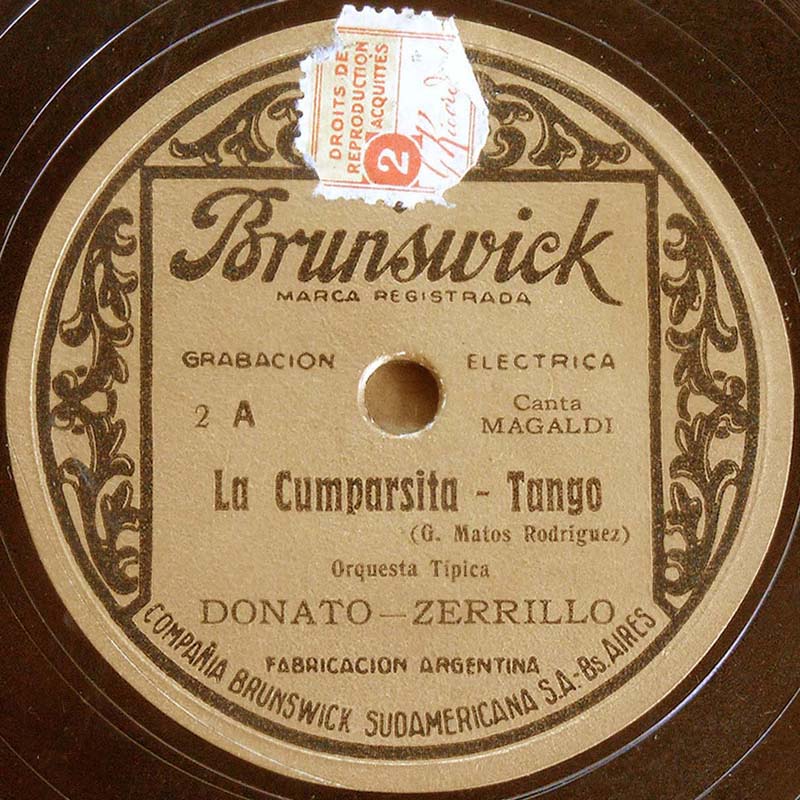 DROITS DE
REPRODUCTION
ACQUITTÉS
2
Brunswick
MARCA REGISTRADA
GRABACION ELECTRICA
2 A
Canta
MAGALDI
La Cumparsita - Tango
(G. Matos Rodriguez)
Orquesta Tipica
DONATO—ZERRILLO
FABRICACION ARGENTINA
COMPAÑIA BRUNSWICK SUDAMERICANA S.A.-Bs. AIRES